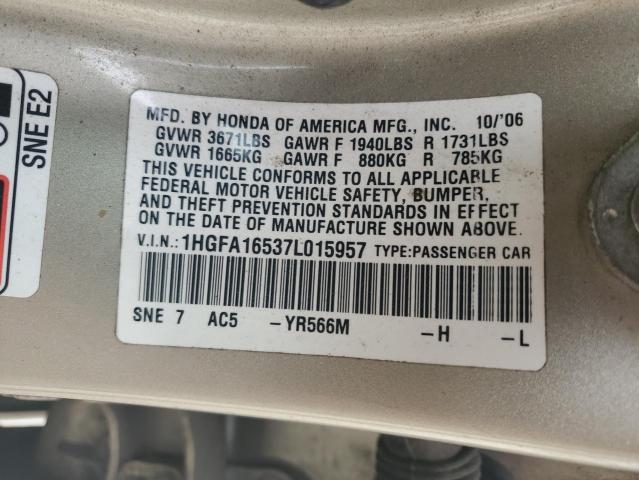 SNE E2
MFD. BY HONDA OF AMERICA MFG., INC. 10/'06
GVWR 3671LBS GAWR F 1940LBS R 1731LBS
GVWR 1665KG GAWR F 880KG R 785KG
THIS VEHICLE CONFORMS TO ALL APPLICABLE
FEDERAL MOTOR VEHICLE SAFETY, BUMPER,
AND THEFT PREVENTION STANDARDS IN EFFECT
ON THE DATE OF MANUFACTURE SHOWN ABOVE.
V.I.N.: 1HGFA16537L015957 TYPE:PASSENGER CAR
SNE 7 AC5 -YR566M -H -L